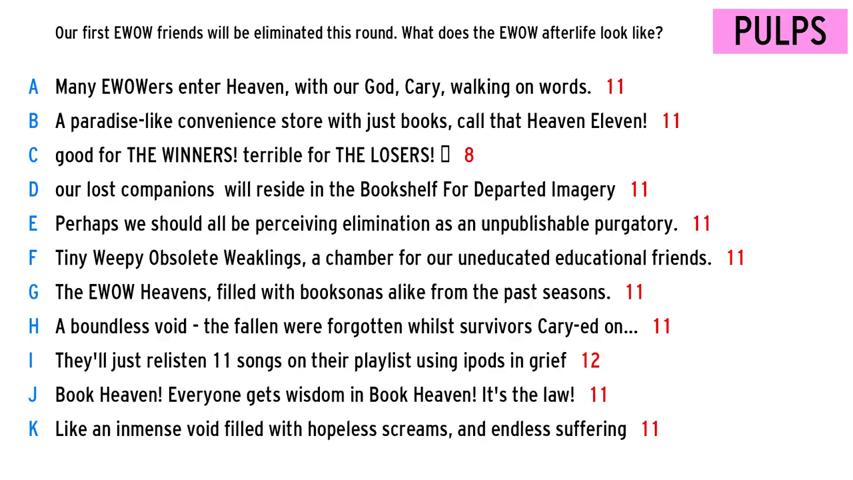 Our first EWOW friends will be eliminated this round. What does the EWOW afterlife look like?
PULPS
A Many EWOWers enter Heaven, with our God, Cary, walking on words. 11
B A paradise-like convenience store with just books, call that Heaven Eleven! 11
C good for THE WINNERS! terrible for THE LOSERS! ▯ 8
D our lost companions  will reside in the Bookshelf For Departed Imagery 11
E Perhaps we should all be perceiving elimination as an unpublishable purgatory. 11
F Tiny Weepy Obsolete Weaklings, a chamber for our uneducated educational friends. 11
G The EWOW Heavens, filled with booksonas alike from the past seasons. 11
H A boundless void - the fallen were forgotten whilst survivors Cary-ed on... 11
I They'll just relisten 11 songs on their playlist using ipods in grief 12
J Book Heaven! Everyone gets wisdom in Book Heaven! It's the law! 11
K Like an inmense void filled with hopeless screams, and endless suffering 11